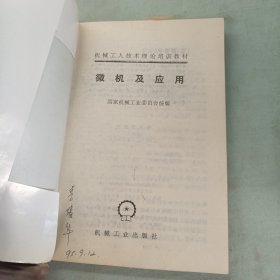 机械工人技术理论培训教材
微机及应用
国家机械工业委员会统编
95.9.12.
机械工业出版社